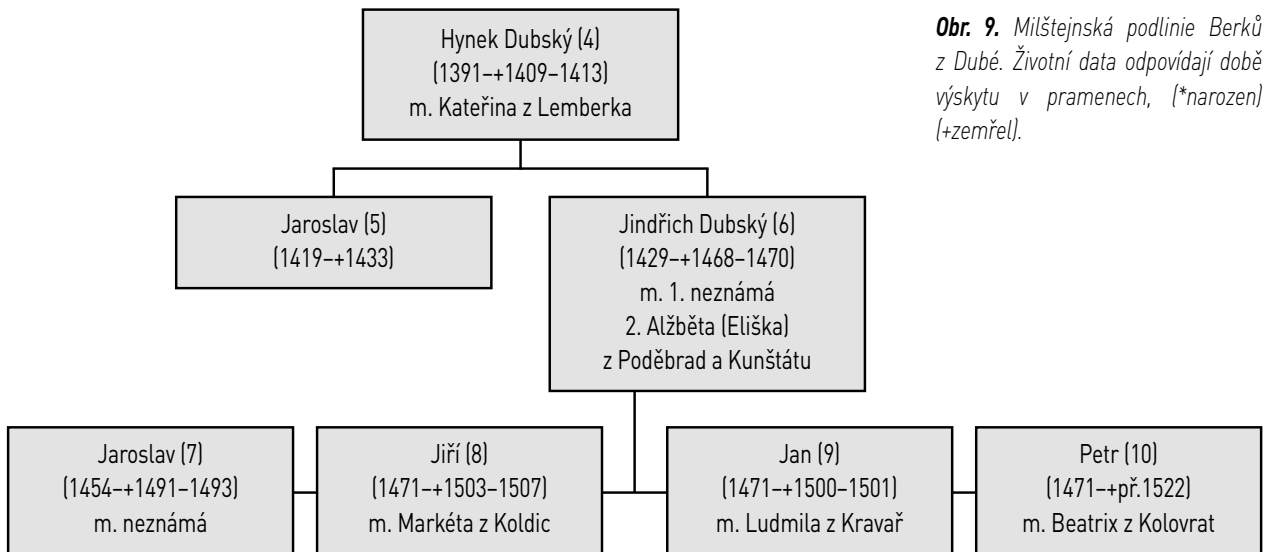 Hynek Dubský (4)
(1391–+1409–1413)
m. Kateřina z Lemberka
Obr. 9. Milštejnská podlinie Berků
z Dubé. Životní data odpovídají době
výskytu v pramenech, (*narozen)
(+zemřel).
Jaroslav (5)
(1419–+1433)
Jindřich Dubský (6)
(1429–+1468–1470)
m. 1. neznámá
2. Alžběta (Eliška)
z Poděbrad a Kunštátu
Jaroslav (7)
(1454–+1491–1493)
m. neznámá
Jiří (8)
(1471–+1503–1507)
m. Markéta z Koldic
Jan (9)
(1471–+1500–1501)
m. Ludmila z Kravař
Petr (10)
(1471–+př.1522)
m. Beatrix z Kolovrat